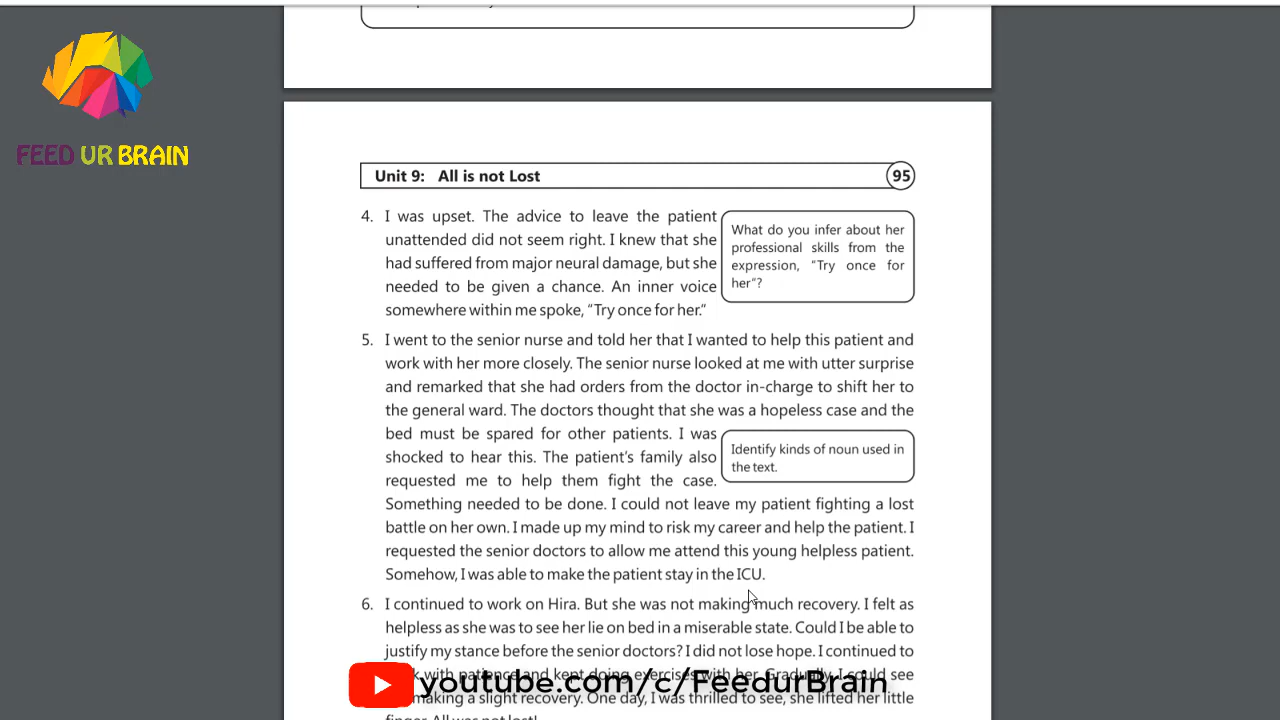 FEED UR BRAIN
Unit 9: All is not Lost
95
4. I was upset. The advice to leave the patient
unattended did not seem right. I knew that she
had suffered from major neural damage, but she
needed to be given a chance. An inner voice
somewhere within me spoke, “Try once for her.”
What do you infer about her
professional skills from the
expression, “Try once for
her”?
5. I went to the senior nurse and told her that I wanted to help this patient and
work with her more closely. The senior nurse looked at me with utter surprise
and remarked that she had orders from the doctor in-charge to shift her to
the general ward. The doctors thought that she was a hopeless case and the
bed must be spared for other patients. I was
shocked to hear this. The patient’s family also
requested me to help them fight the case.
Identify kinds of noun used in
the text.
Something needed to be done. I could not leave my patient fighting a lost
battle on her own. I made up my mind to risk my career and help the patient. I
requested the senior doctors to allow me attend this young helpless patient.
Somehow, I was able to make the patient stay in the ICU.
6. I continued to work on Hira. But she was not making much recovery. I felt as
helpless as she was to see her lie on bed in a miserable state. Could I be able to
justify my stance before the senior doctors? I did not lose hope. I continued to
with patience and kept doing exercises with her. Gradually, I could see
making a slight recovery. One day, I was thrilled to see, she lifted her little
finger. All was not lost!
youtube.com/c/FeedurBrain